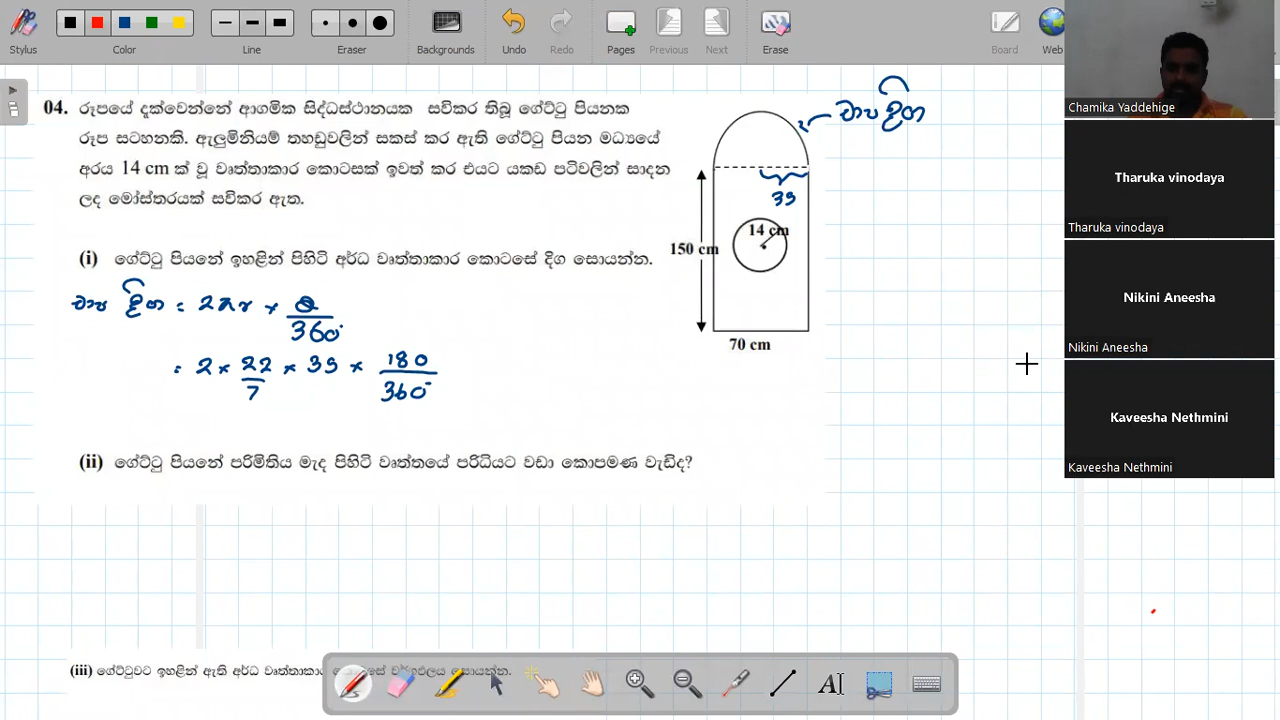 Stylus Color Line Eraser Backgrounds Undo Redo Pages Previous Next Erase Board Web
Chamika Yaddehige
Tharuka vinodaya
Tharuka vinodaya
Nikini Aneesha
Nikini Aneesha
Kaveesha Nethmini
Kaveesha Nethmini
04. රූපයේ දැක්වෙන්නේ ආගමික සිද්ධස්ථානයක සවිකර තිබූ ගේට්ටු පියනක
රූප සටහනකි. ඇලුමිනියම් තහඩුවලින් සකස් කර ඇති ගේට්ටු පියන මධ්‍යයේ
අරය 14 cm ක් වූ වෘත්තාකාර කොටසක් ඉවත් කර එයට යකඩ පටිවලින් සාදන
ලද මෝස්තරයක් සවිකර ඇත.
චාප දිග
35
14 cm
150 cm
70 cm
(i) ගේට්ටු පියනේ ඉහළින් පිහිටි අර්ධ වෘත්තාකාර කොටසේ දිග සොයන්න.
චාප දිග = 2πr × θ/360°
= 2 × 22/7 × 35 × 180/360°
(ii) ගේට්ටු පියනේ පරිමිතිය මැද පිහිටි වෘත්තයේ පරිධියට වඩා කොපමණ වැඩිද?
(iii) ගේට්ටුවට ඉහළින් ඇති අර්ධ වෘත්තාකාර සොයන්න.